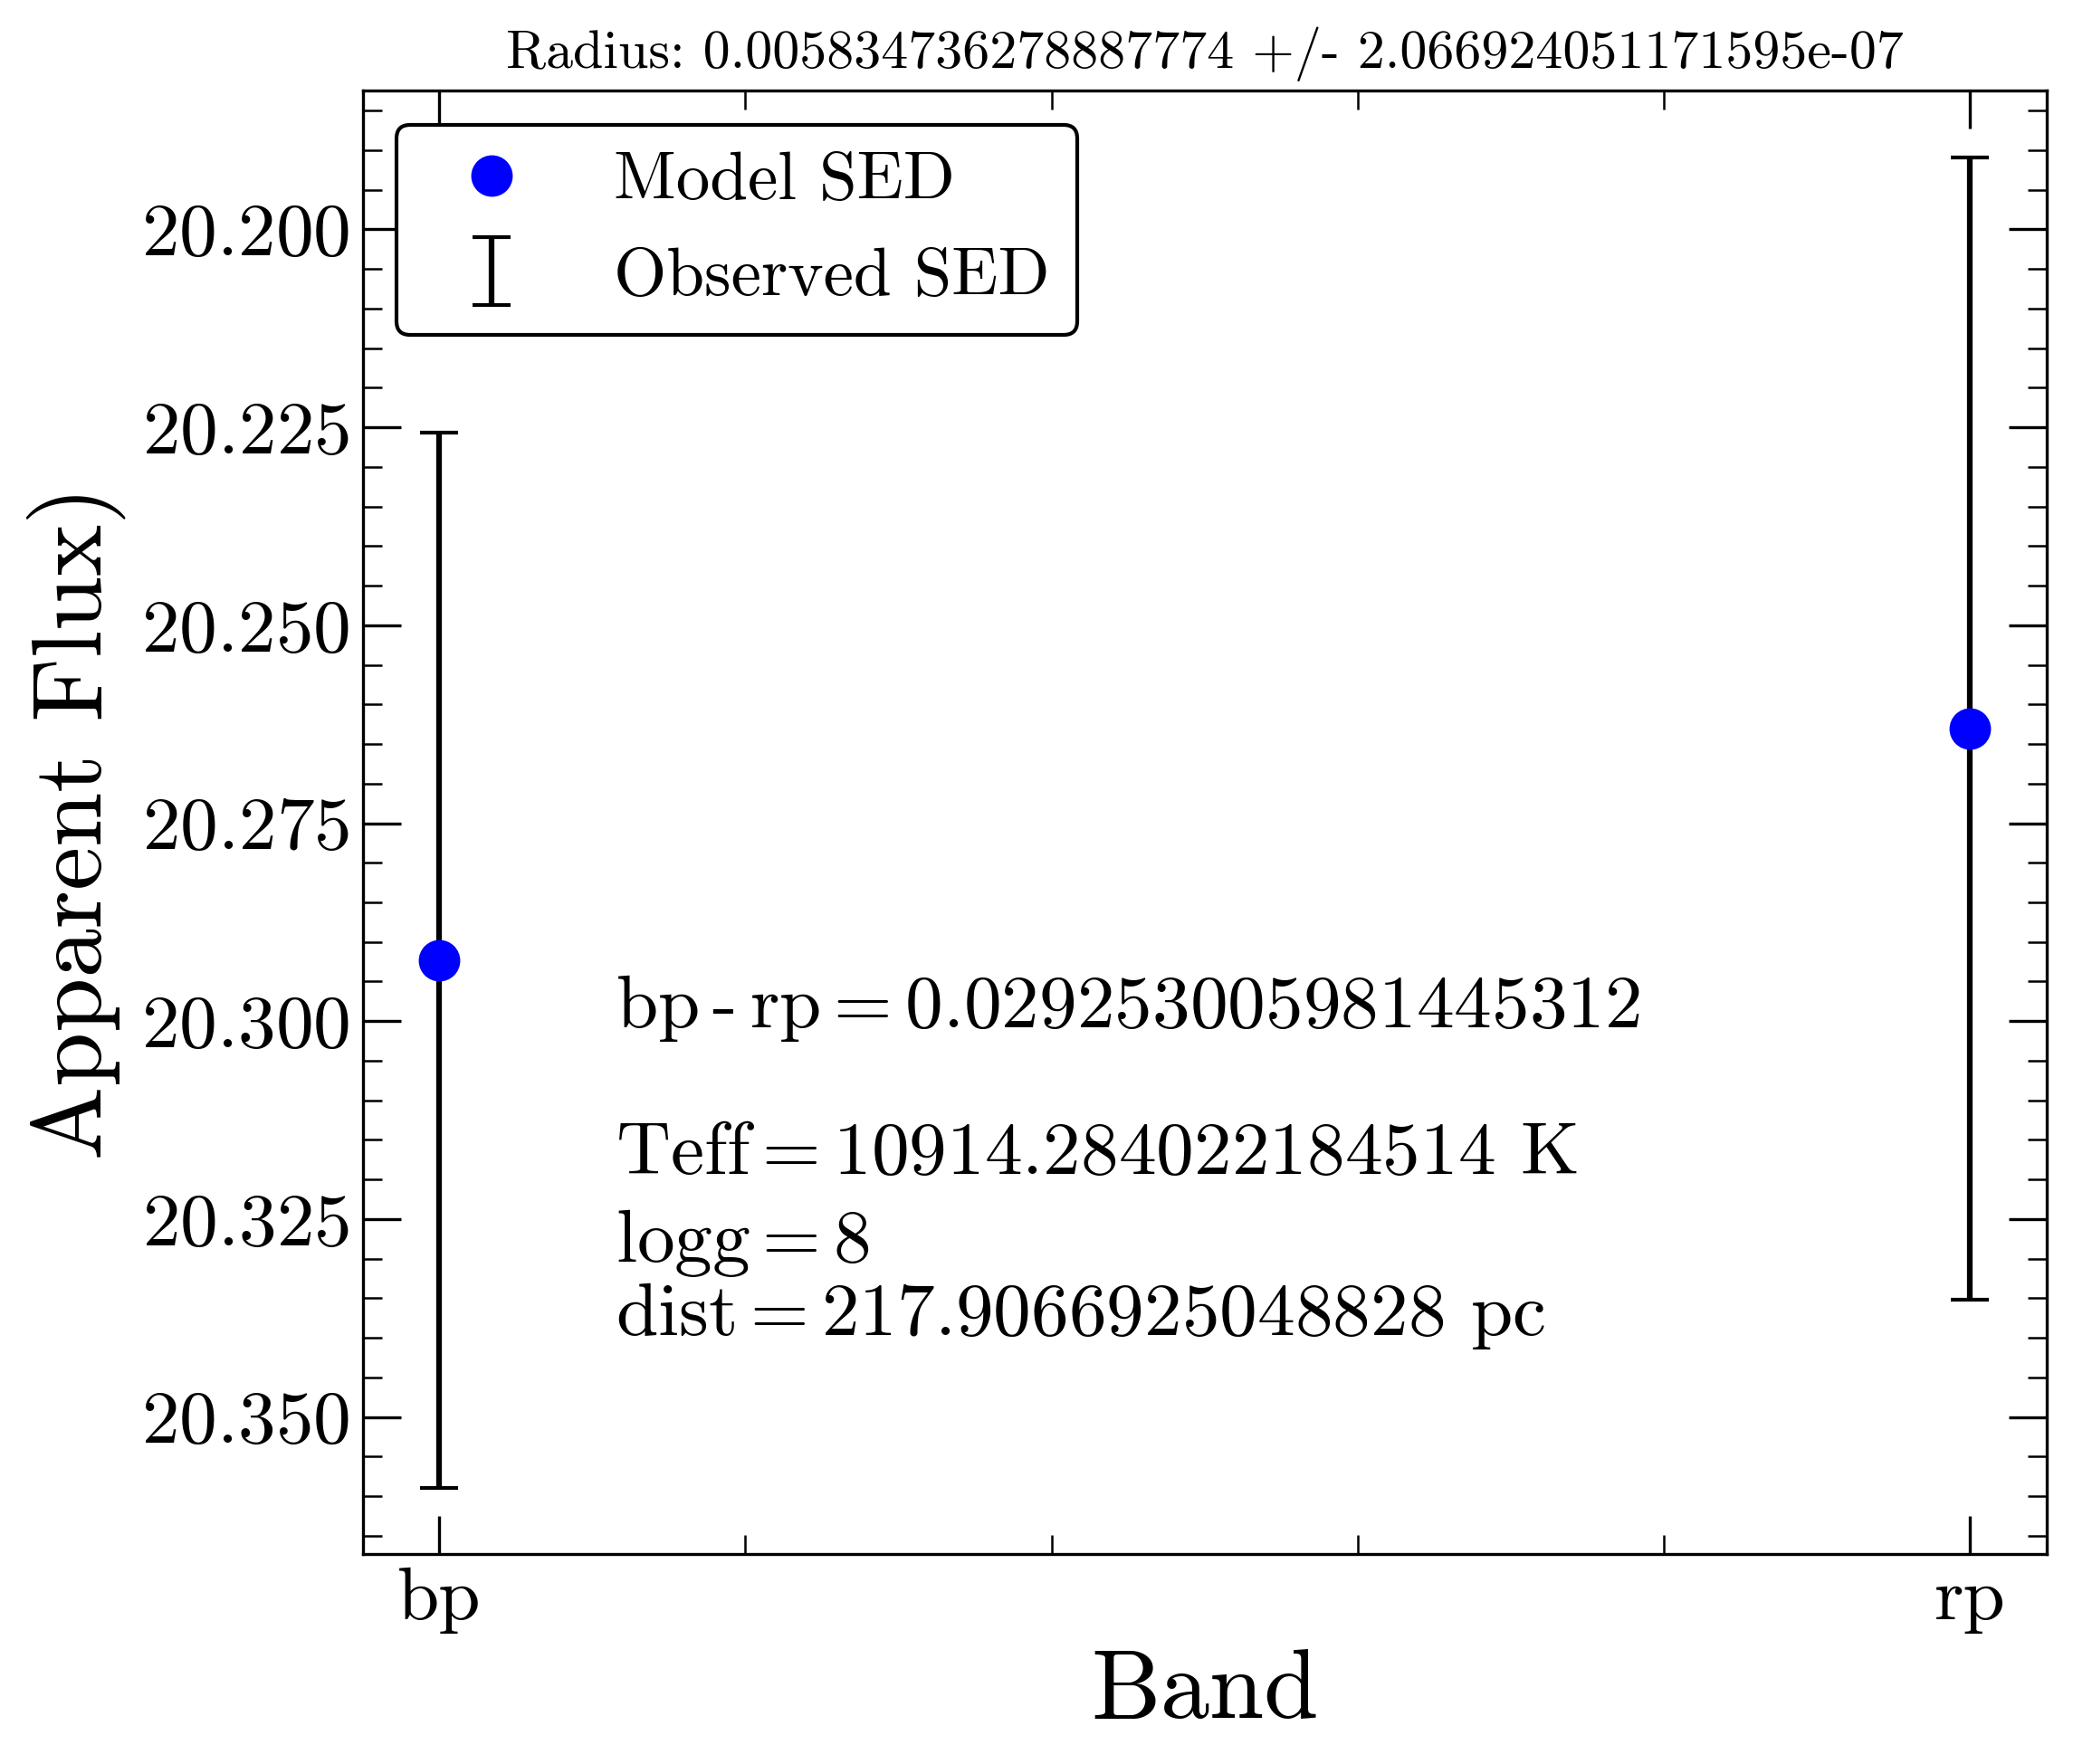 Radius: 0.005834736278887774 +/- 2.066924051171595e-07
Model SED
Observed SED
20.200
20.225
20.250
20.275
20.300
20.325
20.350
Apparent Flux)
bp - rp = 0.029253005981445312
Teff = 10914.284022184514 K
logg = 8
dist = 217.9066925048828 pc
bp
rp
Band